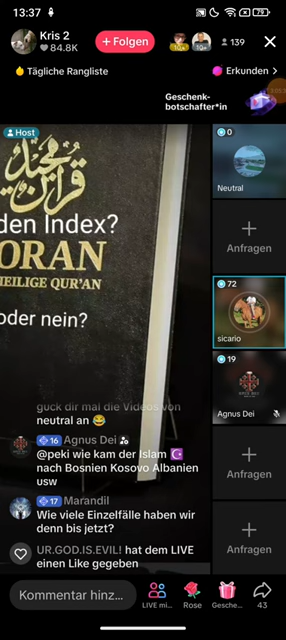 13:37
79
Kris 2
84.8K
+ Folgen
10+
10+
139
Tägliche Rangliste
Erkunden >
Geschenk-
botschafter*in
Host
قرآن مجيد
den Index?
ORAN
HEILIGE QUR'AN
oder nein?
0
Neutral
Anfragen
72
sicario
19
Agnus Dei
Anfragen
Anfragen
guck dir mal die Videos von
neutral an 😂
16 Agnus Dei
@peki wie kam der Islam ☪️
nach Bosnien Kosovo Albanien
usw
17 Marandil
Wie viele Einzelfälle haben wir
denn bis jetzt?
UR.GOD.IS.EVIL! hat dem LIVE
einen Like gegeben
Kommentar hinz...
LIVE mi...
Rose
Gesche...
43